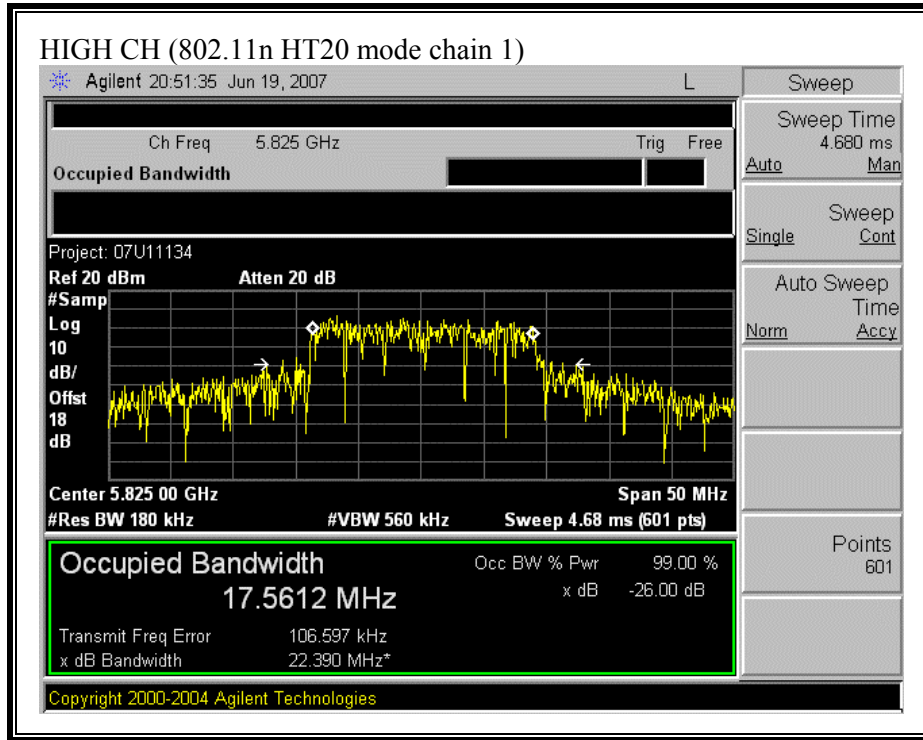 HIGH CH (802.11n HT20 mode chain 1)
Agilent 20:51:35 Jun 19, 2007 L
Sweep
Ch Freq 5.825 GHz Trig Free
Occupied Bandwidth
Sweep Time
4.680 ms
Auto Man
Sweep
Single Cont
Auto Sweep
Time
Norm Accy
Points
601
Project: 07U11134
Ref 20 dBm Atten 20 dB
#Samp
Log
10
dB/
Offst
18
dB
Center 5.825 00 GHz Span 50 MHz
#Res BW 180 kHz #VBW 560 kHz Sweep 4.68 ms (601 pts)
Occupied Bandwidth
17.5612 MHz
Occ BW % Pwr 99.00 %
x dB -26.00 dB
Transmit Freq Error 106.597 kHz
x dB Bandwidth 22.390 MHz*
Copyright 2000-2004 Agilent Technologies